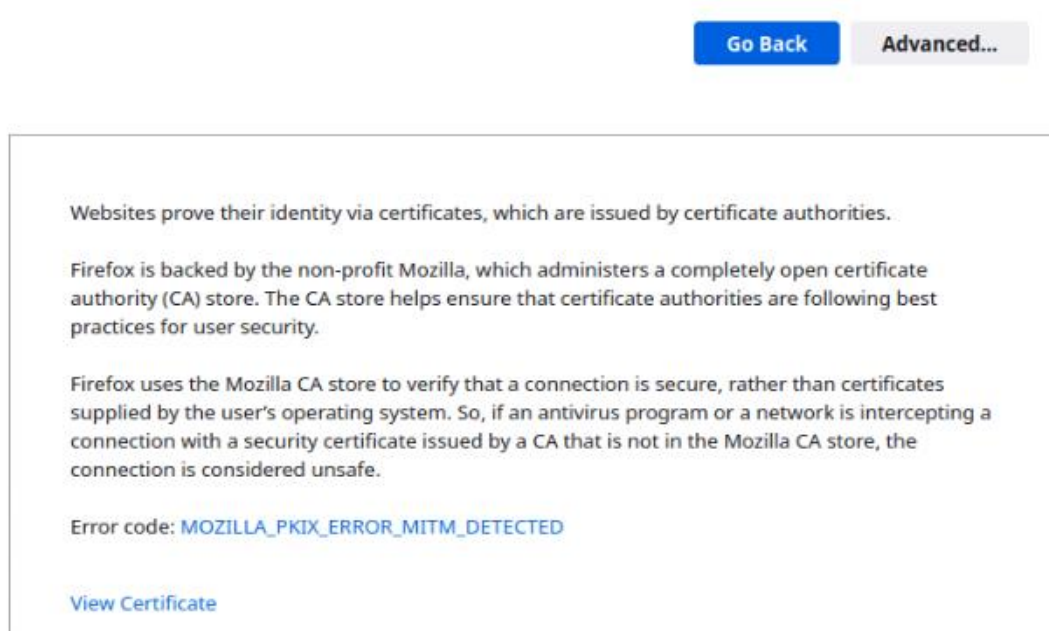 Go Back
Advanced...
Websites prove their identity via certificates, which are issued by certificate authorities.
Firefox is backed by the non-profit Mozilla, which administers a completely open certificate
authority (CA) store. The CA store helps ensure that certificate authorities are following best
practices for user security.
Firefox uses the Mozilla CA store to verify that a connection is secure, rather than certificates
supplied by the user’s operating system. So, if an antivirus program or a network is intercepting a
connection with a security certificate issued by a CA that is not in the Mozilla CA store, the
connection is considered unsafe.
Error code: MOZILLA_PKIX_ERROR_MITM_DETECTED
View Certificate